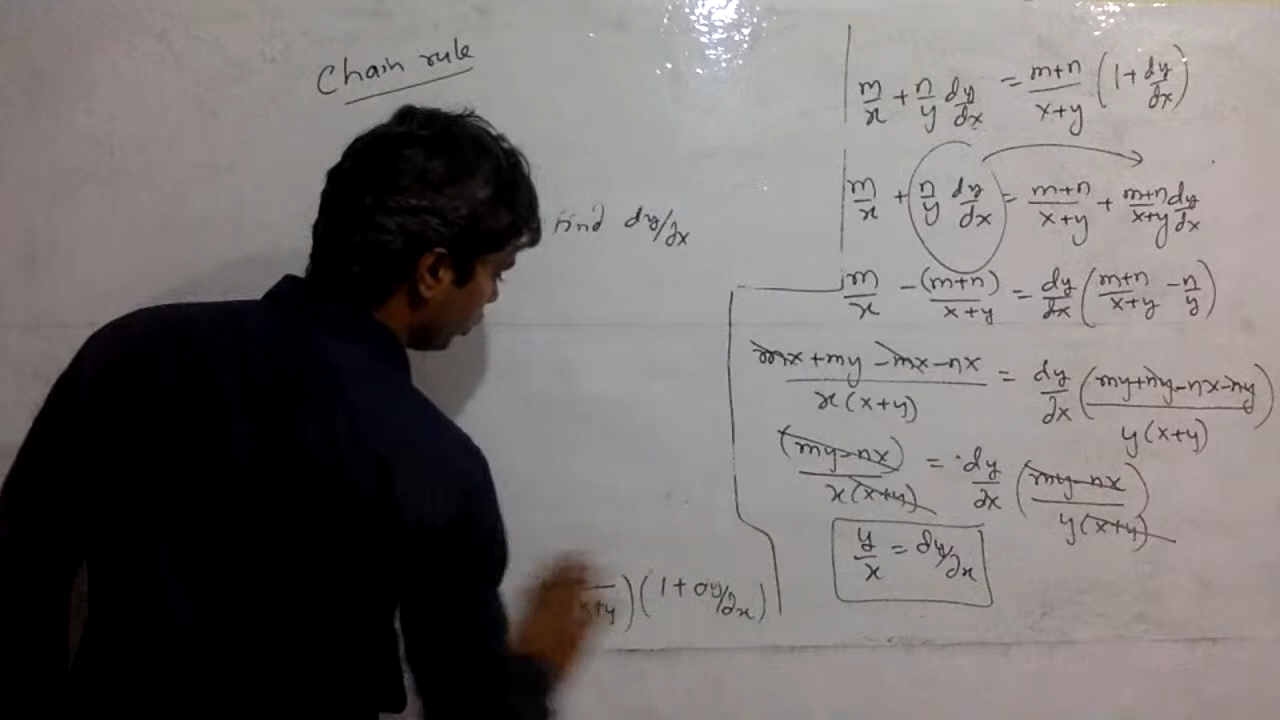 Chain rule
find dy/dx
x+y ) ( 1 + dy/dx )
m/x + n/y dy/dx = m+n/x+y ( 1 + dy/dx )
m/x + n/y dy/dx = m+n/x+y + m+n/x+y dy/dx
m/x - (m+n)/x+y = dy/dx ( m+n/x+y - n/y )
mx + my - mx - nx / x(x+y) = dy/dx ( my + ny - nx - ny / y(x+y) )
(my - nx) / x(x+y) = dy/dx ( my - nx / y(x+y) )
y/x = dy/dx